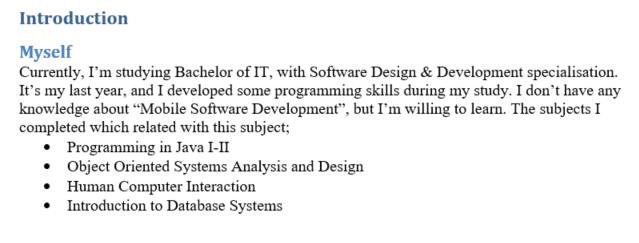 Introduction
Myself
Currently, I'm studying Bachelor of IT, with Software Design & Development specialisation.
It's my last year, and I developed some programming skills during my study. I don't have any
knowledge about “Mobile Software Development”, but I'm willing to learn. The subjects I
completed which related with this subject;
• Programming in Java I-II
• Object Oriented Systems Analysis and Design
• Human Computer Interaction
• Introduction to Database Systems